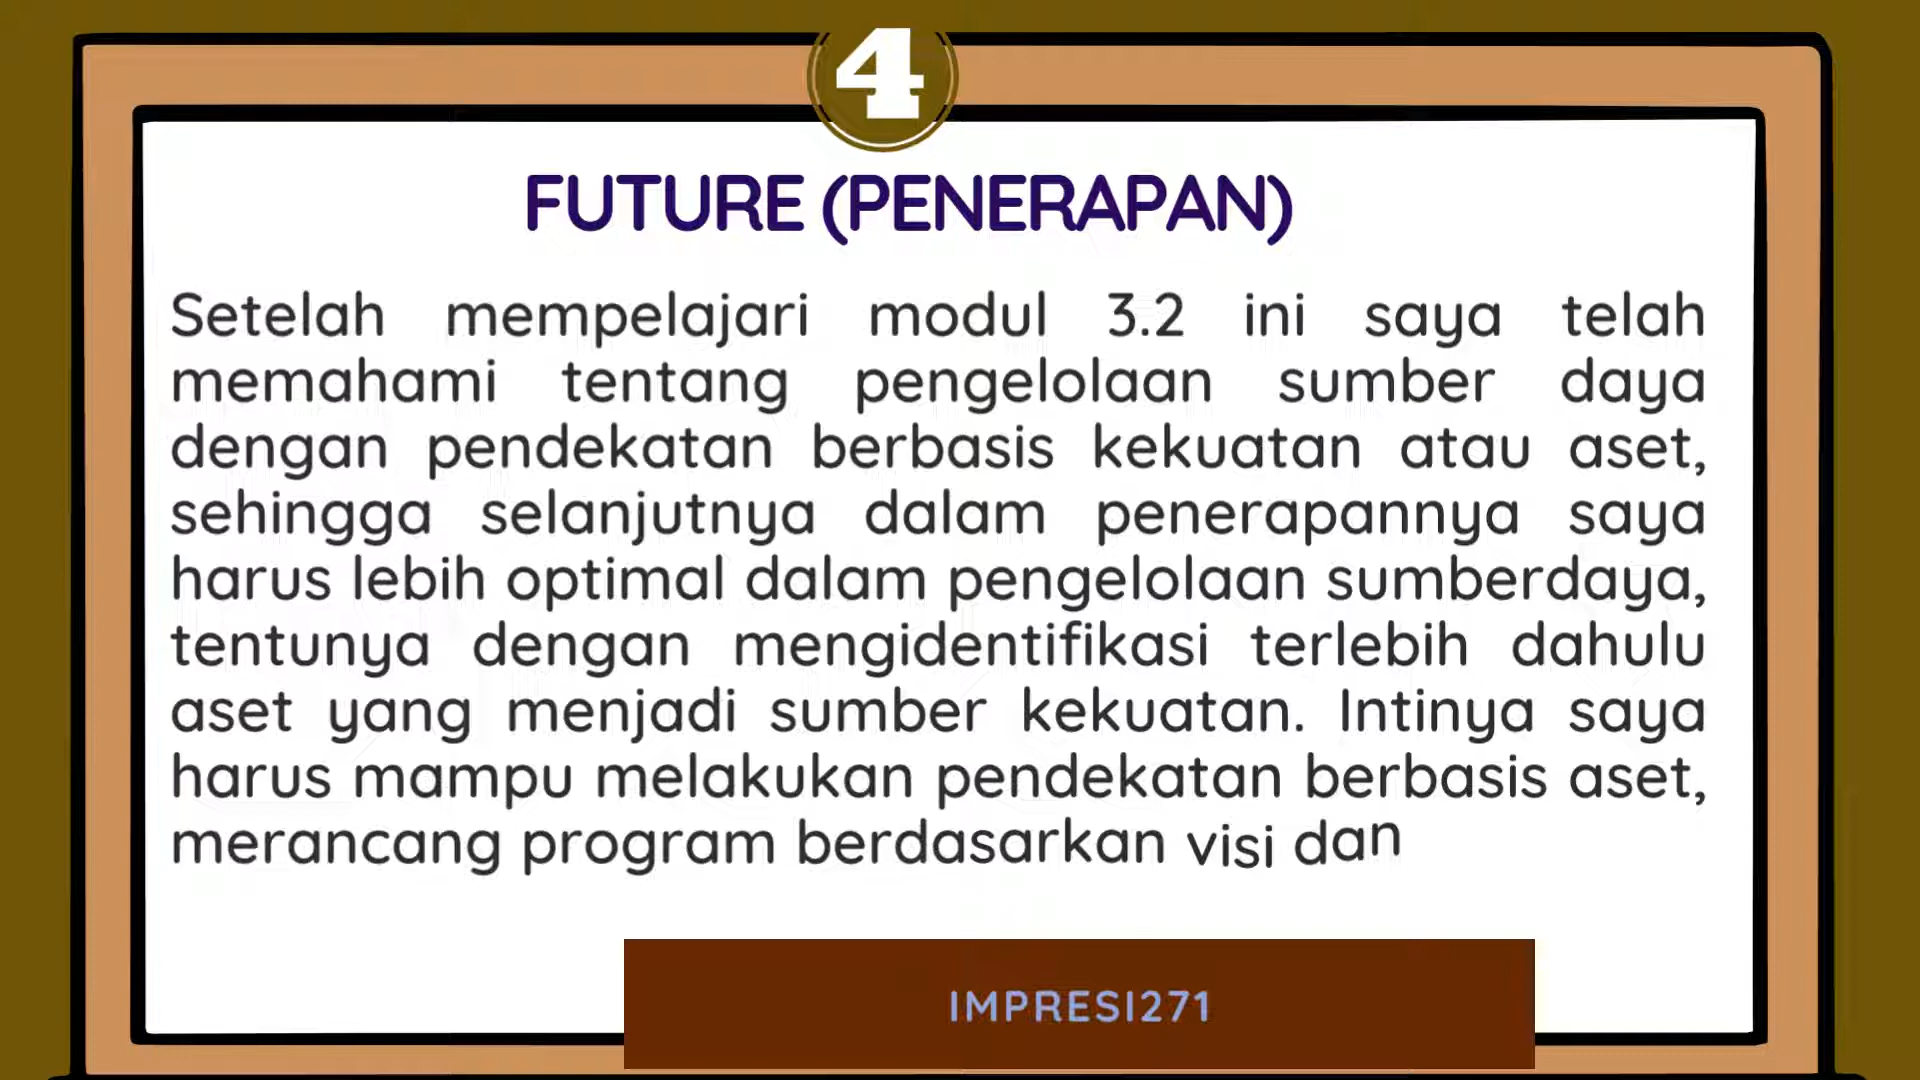 4
FUTURE (PENERAPAN)
Setelah mempelajari modul 3.2 ini saya telah
memahami tentang pengelolaan sumber daya
dengan pendekatan berbasis kekuatan atau aset,
sehingga selanjutnya dalam penerapannya saya
harus lebih optimal dalam pengelolaan sumberdaya,
tentunya dengan mengidentifikasi terlebih dahulu
aset yang menjadi sumber kekuatan. Intinya saya
harus mampu melakukan pendekatan berbasis aset,
merancang program berdasarkan visi dan
IMPRESI271